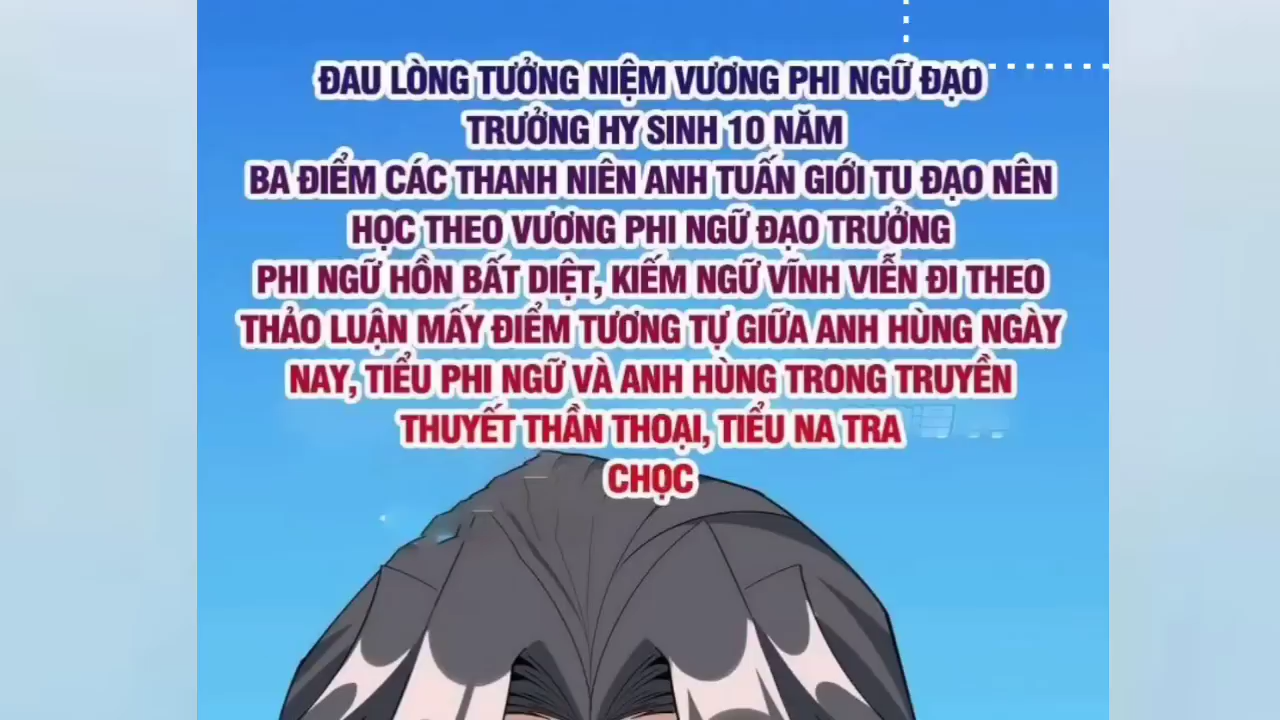 ĐAU LÒNG TƯỞNG NIỆM VƯƠNG PHI NGỮ ĐẠO
TRƯỞNG HY SINH 10 NĂM
BA ĐIỂM CÁC THANH NIÊN ANH TUẤN GIỚI TU ĐẠO NÊN
HỌC THEO VƯƠNG PHI NGỮ ĐẠO TRƯỞNG
PHI NGỮ HỒN BẤT DIỆT, KIẾM NGỮ VĨNH VIỄN ĐI THEO
THẢO LUẬN MẤY ĐIỂM TƯƠNG TỰ GIỮA ANH HÙNG NGÀY
NAY, TIỂU PHI NGỮ VÀ ANH HÙNG TRONG TRUYỀN
THUYẾT THẦN THOẠI, TIỂU NA TRA
CHỌC